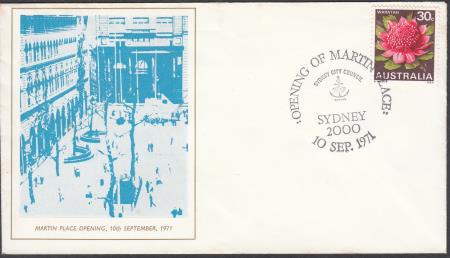 WARATAH
30c
AUSTRALIA
OPENING OF MARTIN PLACE
SYDNEY CITY COUNCIL
SYDNEY
2000
10 SEP. 1971
MARTIN PLACE OPENING, 10th SEPTEMBER, 1971